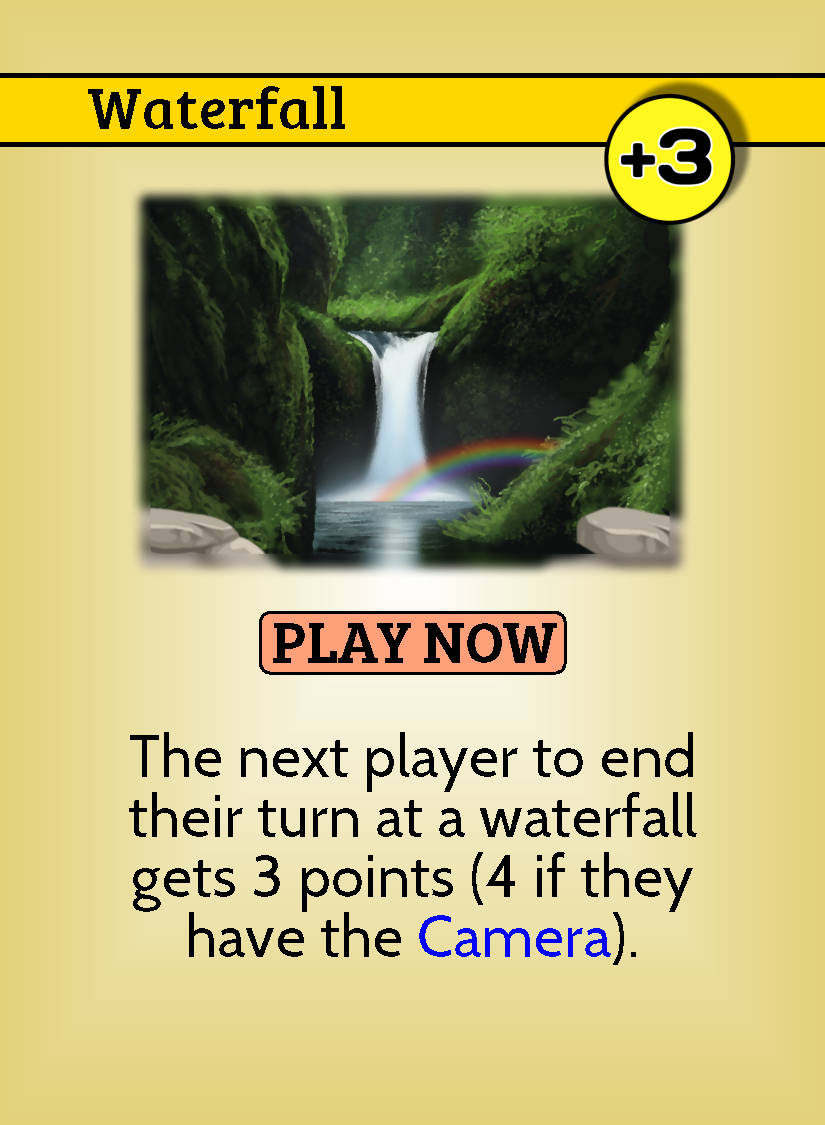 Waterfall
+3
PLAY NOW
The next player to end
their turn at a waterfall
gets 3 points (4 if they
have the Camera).